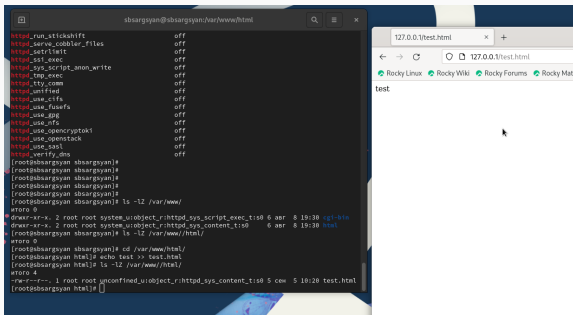 sbsargsyan@sbsargsyan:/var/www/html
httpd_run_stickshift off
httpd_serve_cobbler_files off
httpd_setrlimit off
httpd_ssi_exec off
httpd_sys_script_anon_write off
httpd_tmp_exec off
httpd_tty_comm off
httpd_unified off
httpd_use_cifs off
httpd_use_fusefs off
httpd_use_gpg off
httpd_use_nfs off
httpd_use_opencryptoki off
httpd_use_openstack off
httpd_use_sasl off
httpd_verify_dns off
[root@sbsargsyan sbsargsyan]#
[root@sbsargsyan sbsargsyan]#
[root@sbsargsyan sbsargsyan]#
[root@sbsargsyan sbsargsyan]#
[root@sbsargsyan sbsargsyan]#
[root@sbsargsyan sbsargsyan]# ls -lZ /var/www/
итого 0
drwxr-xr-x. 2 root root system_u:object_r:httpd_sys_script_exec_t:s0 6 авг 8 19:30 cgi-bin
drwxr-xr-x. 2 root root system_u:object_r:httpd_sys_content_t:s0 6 авг 8 19:30 html
[root@sbsargsyan sbsargsyan]# ls -lZ /var/www//html/
итого 0
[root@sbsargsyan sbsargsyan]# cd /var/www/html/
[root@sbsargsyan html]# echo test >> test.html
[root@sbsargsyan html]# ls -lZ /var/www//html/
итого 4
-rw-r--r--. 1 root root unconfined_u:object_r:httpd_sys_content_t:s0 5 сен 5 10:20 test.html
[root@sbsargsyan html]#
127.0.0.1/test.html
127.0.0.1/test.html
Rocky Linux Rocky Wiki Rocky Forums Rocky Mat
test